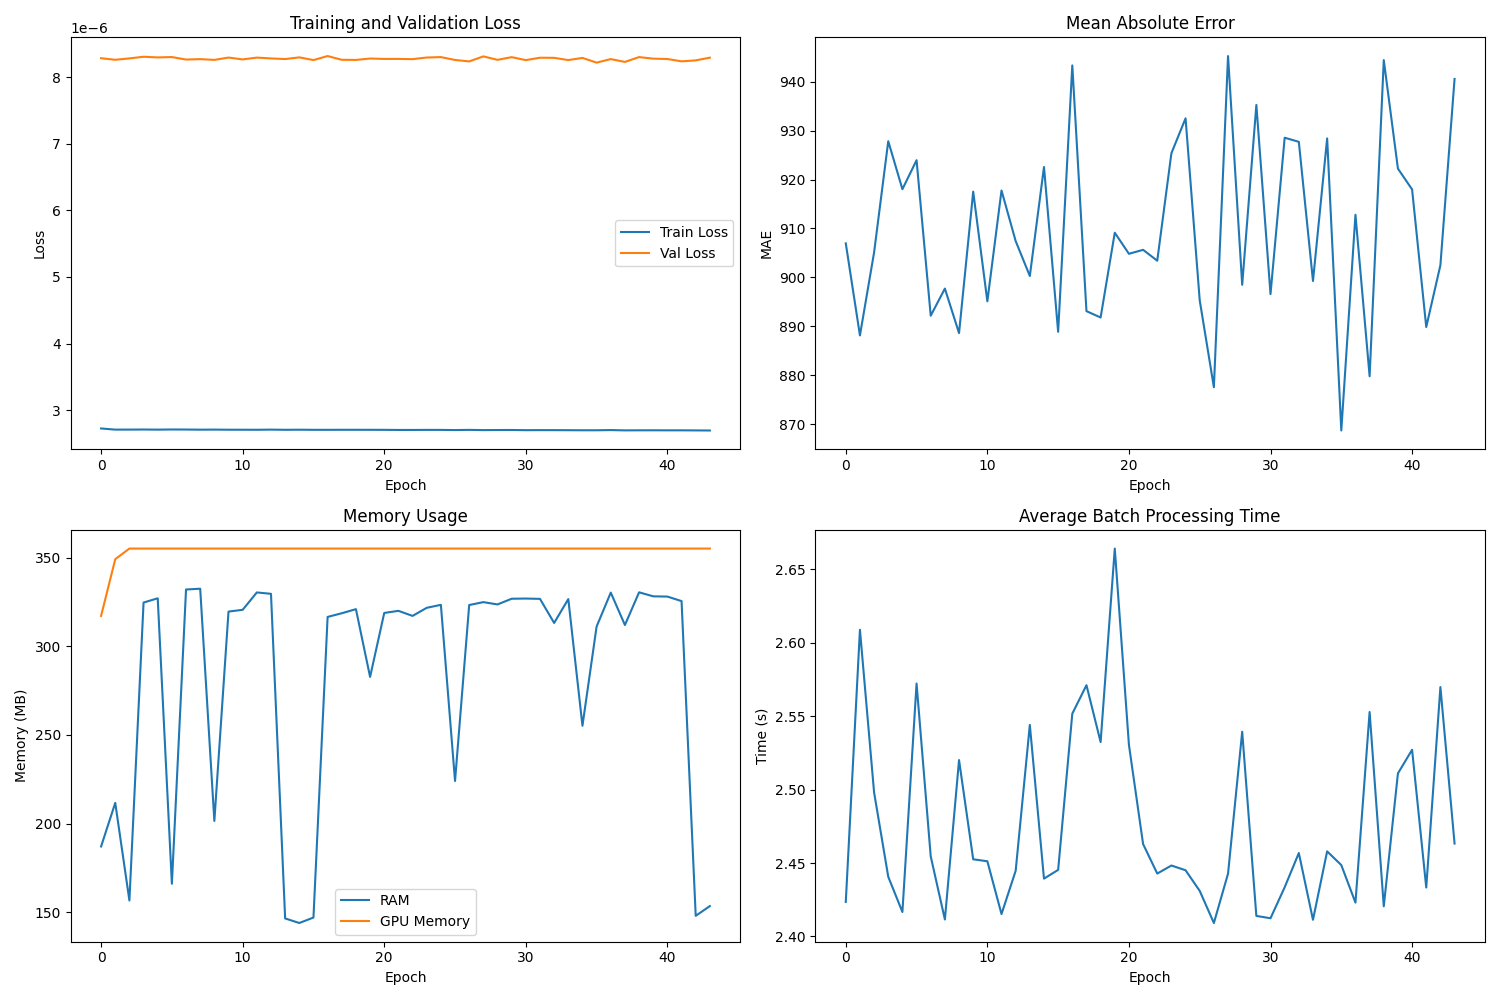 Training and Validation Loss
1e−6
8
7
6
5
4
3
Loss
Train Loss
Val Loss
0 10 20 30 40
Epoch
Mean Absolute Error
940
930
920
910
900
890
880
870
MAE
0 10 20 30 40
Epoch
Memory Usage
350
300
250
200
150
Memory (MB)
RAM
GPU Memory
0 10 20 30 40
Epoch
Average Batch Processing Time
2.65
2.60
2.55
2.50
2.45
2.40
Time (s)
0 10 20 30 40
Epoch